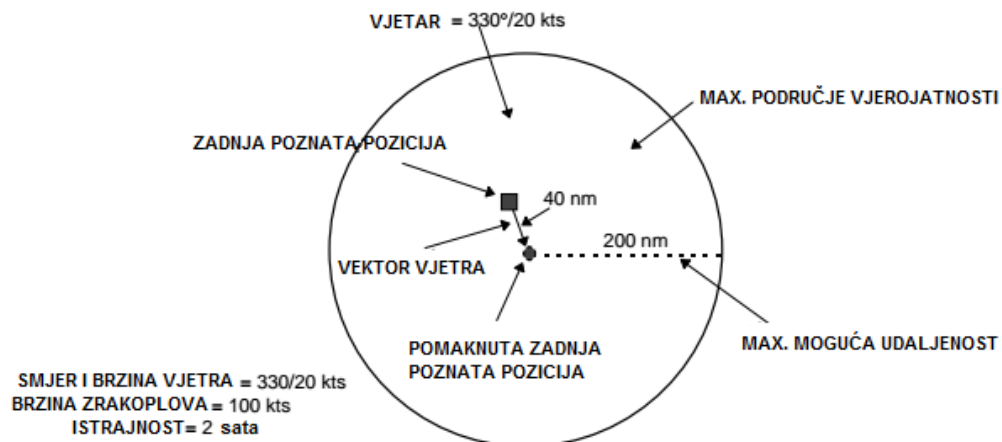 VJETAR = 330º/20 kts
MAX. PODRUČJE VJEROJATNOSTI
ZADNJA POZNATA POZICIJA
40 nm
200 nm
VEKTOR VJETRA
MAX. MOGUĆA UDALJENOST
POMAKNUTA ZADNJA
POZNATA POZICIJA
SMJER I BRZINA VJETRA = 330/20 kts
BRZINA ZRAKOPLOVA = 100 kts
ISTRAJNOST= 2 sata